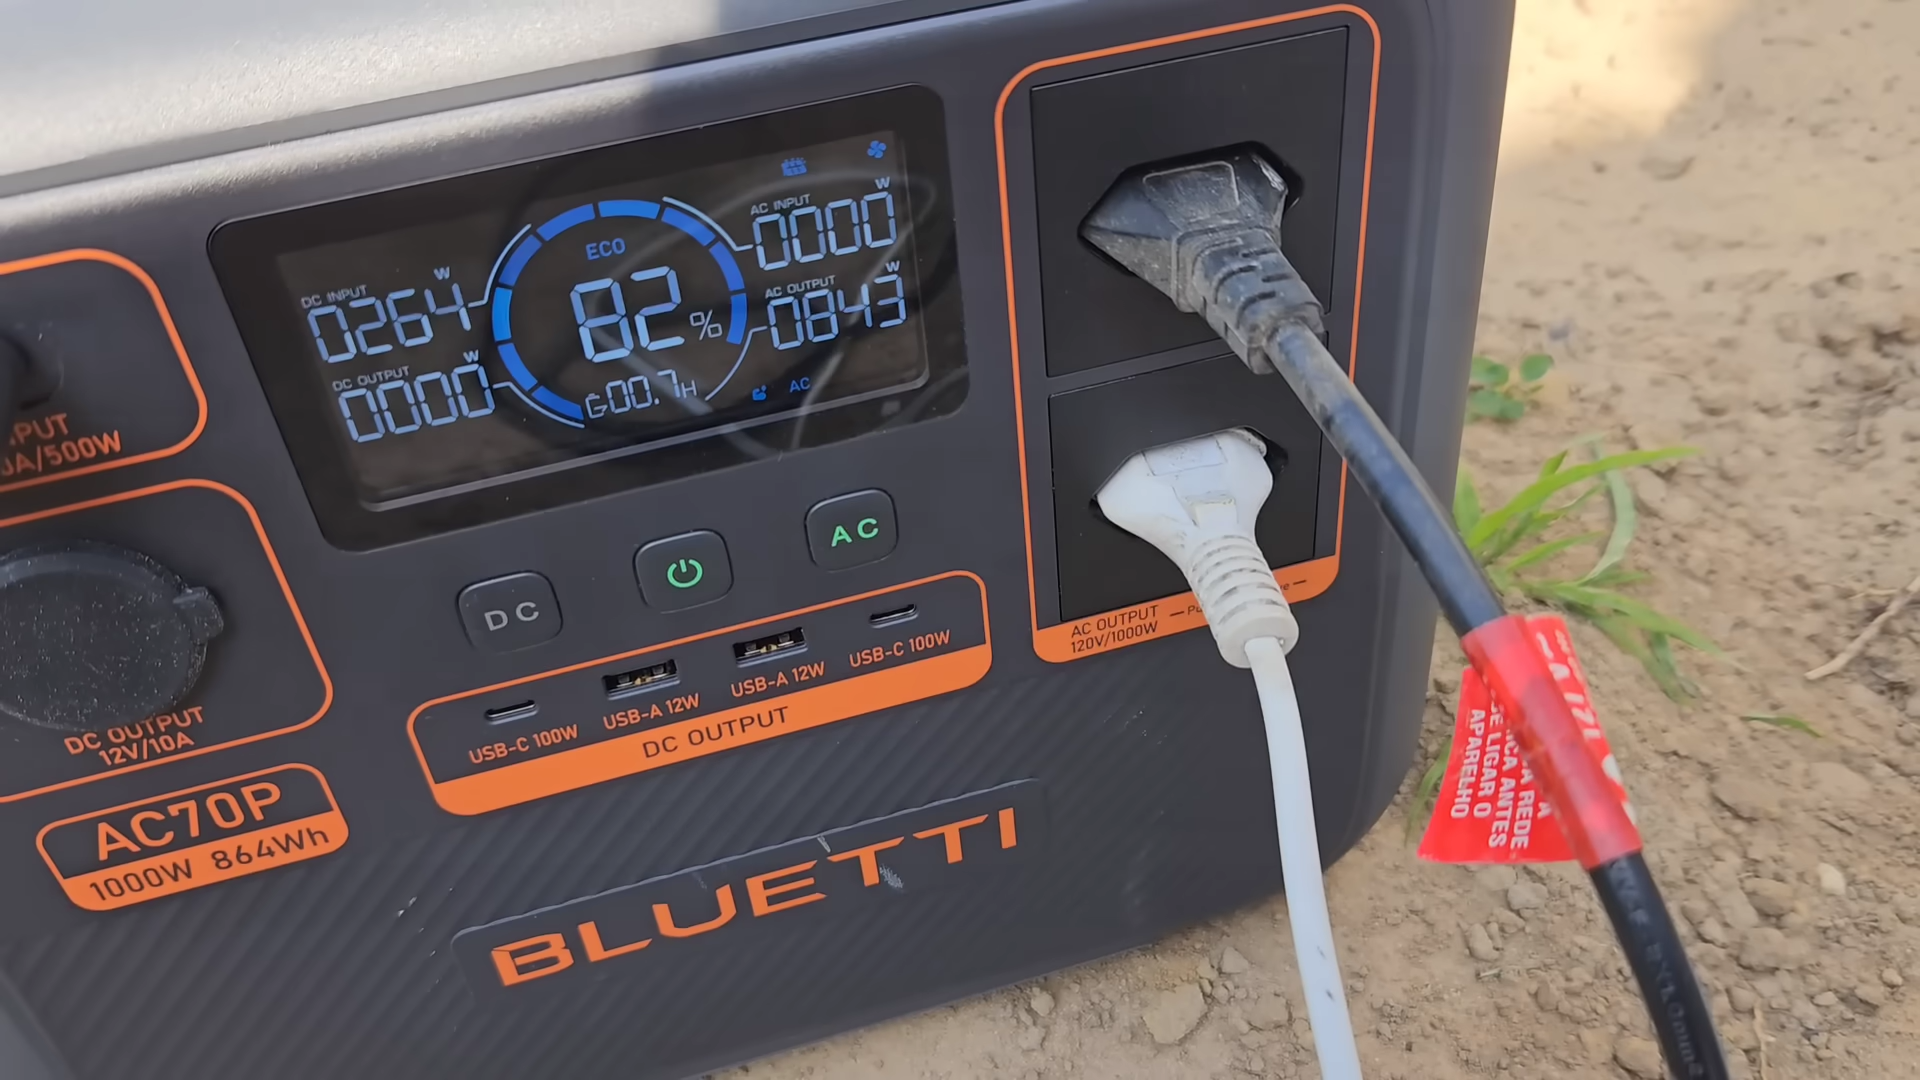 DC INPUT
0264 W
DC OUTPUT
0000 W
ECO
82 %
00.7H
AC INPUT
0000 W
AC OUTPUT
0843 W
AC
PUT
A/500W
DC OUTPUT
12V/10A
DC
AC
USB-C 100W
USB-A 12W
USB-A 12W
USB-C 100W
DC OUTPUT
AC OUTPUT
120V/1000W
AC70P
1000W 864Wh
BLUETTI
REDE
ANTES
LIGAR O
APARELHO